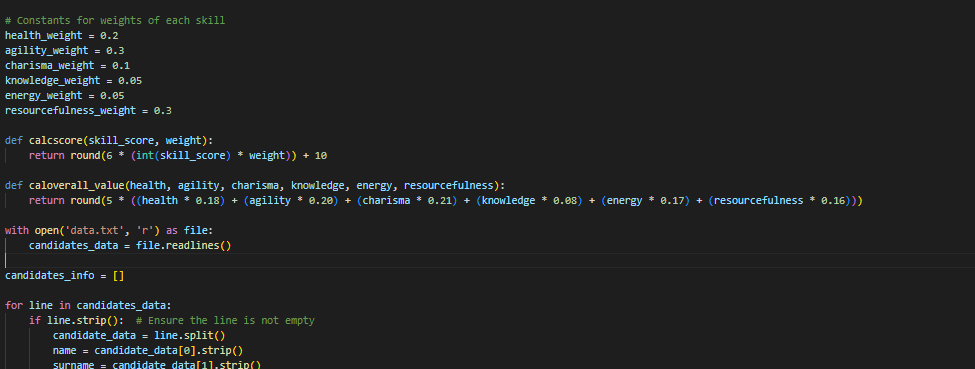 # Constants for weights of each skill
health_weight = 0.2
agility_weight = 0.3
charisma_weight = 0.1
knowledge_weight = 0.05
energy_weight = 0.05
resourcefulness_weight = 0.3
def calcscore(skill_score, weight):
    return round(6 * (int(skill_score) * weight)) + 10
def caloverall_value(health, agility, charisma, knowledge, energy, resourcefulness):
    return round(5 * ((health * 0.18) + (agility * 0.20) + (charisma * 0.21) + (knowledge * 0.08) + (energy * 0.17) + (resourcefulness * 0.16)))
with open('data.txt', 'r') as file:
    candidates_data = file.readlines()
candidates_info = []
for line in candidates_data:
    if line.strip():  # Ensure the line is not empty
        candidate_data = line.split()
        name = candidate_data[0].strip()
        surname = candidate_data[1].strip()